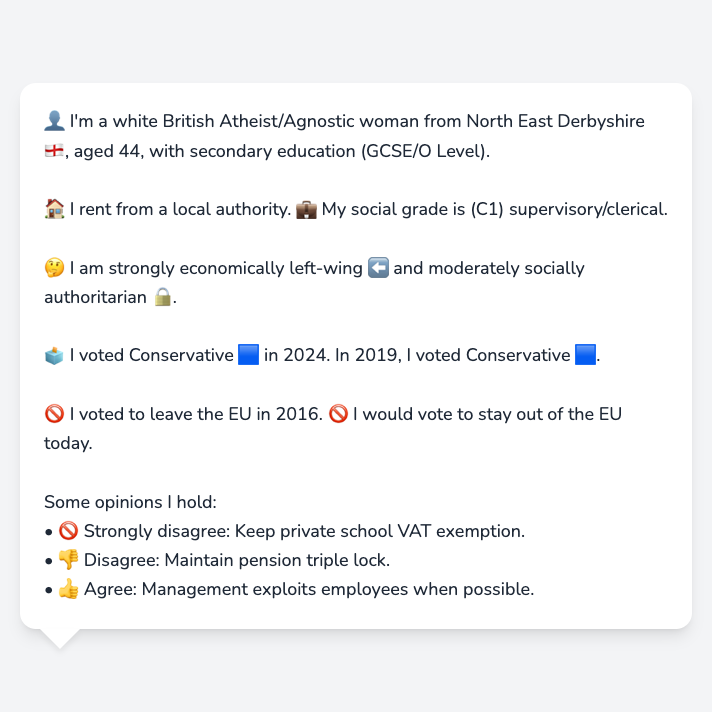 👤 I'm a white British Atheist/Agnostic woman from North East Derbyshire
🏴󠁧󠁢󠁥󠁮󠁧󠁿, aged 44, with secondary education (GCSE/O Level).
🏠 I rent from a local authority. 💼 My social grade is (C1) supervisory/clerical.
🤔 I am strongly economically left-wing ⬅️ and moderately socially
authoritarian 🔒.
🗳️ I voted Conservative 🟦 in 2024. In 2019, I voted Conservative 🟦.
🚫 I voted to leave the EU in 2016. 🚫 I would vote to stay out of the EU
today.
Some opinions I hold:
• 🚫 Strongly disagree: Keep private school VAT exemption.
• 👎 Disagree: Maintain pension triple lock.
• 👍 Agree: Management exploits employees when possible.